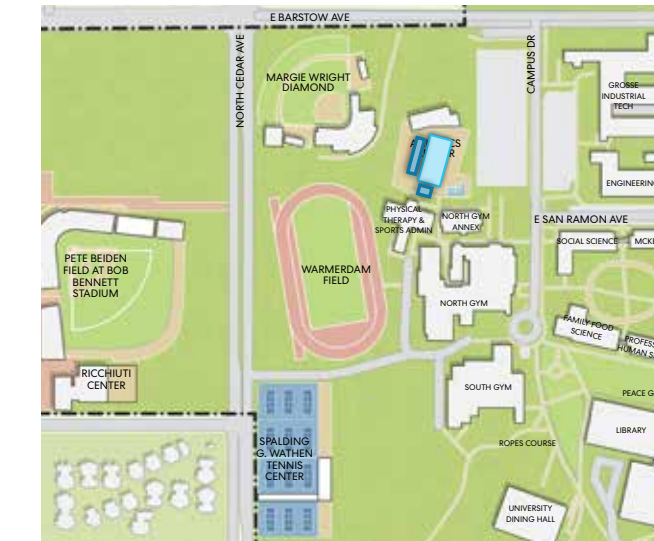 E BARSTOW AVE
NORTH CEDAR AVE
CAMPUS DR
MARGIE WRIGHT
DIAMOND
GROSSE
INDUSTRIAL
TECH
ENGINEERING
PHYSICAL
THERAPY &
SPORTS ADMIN
NORTH GYM
ANNEX
E SAN RAMON AVE
SOCIAL SCIENCE
MCKE
PETE BEIDEN
FIELD AT BOB
BENNETT
STADIUM
WARMERDAM
FIELD
NORTH GYM
FAMILY FOOD
SCIENCE
PROFESS
HUMAN S
RICCHIUTI
CENTER
SOUTH GYM
PEACE G
LIBRARY
SPALDING
G. WATHEN
TENNIS
CENTER
ROPES COURSE
UNIVERSITY
DINING HALL